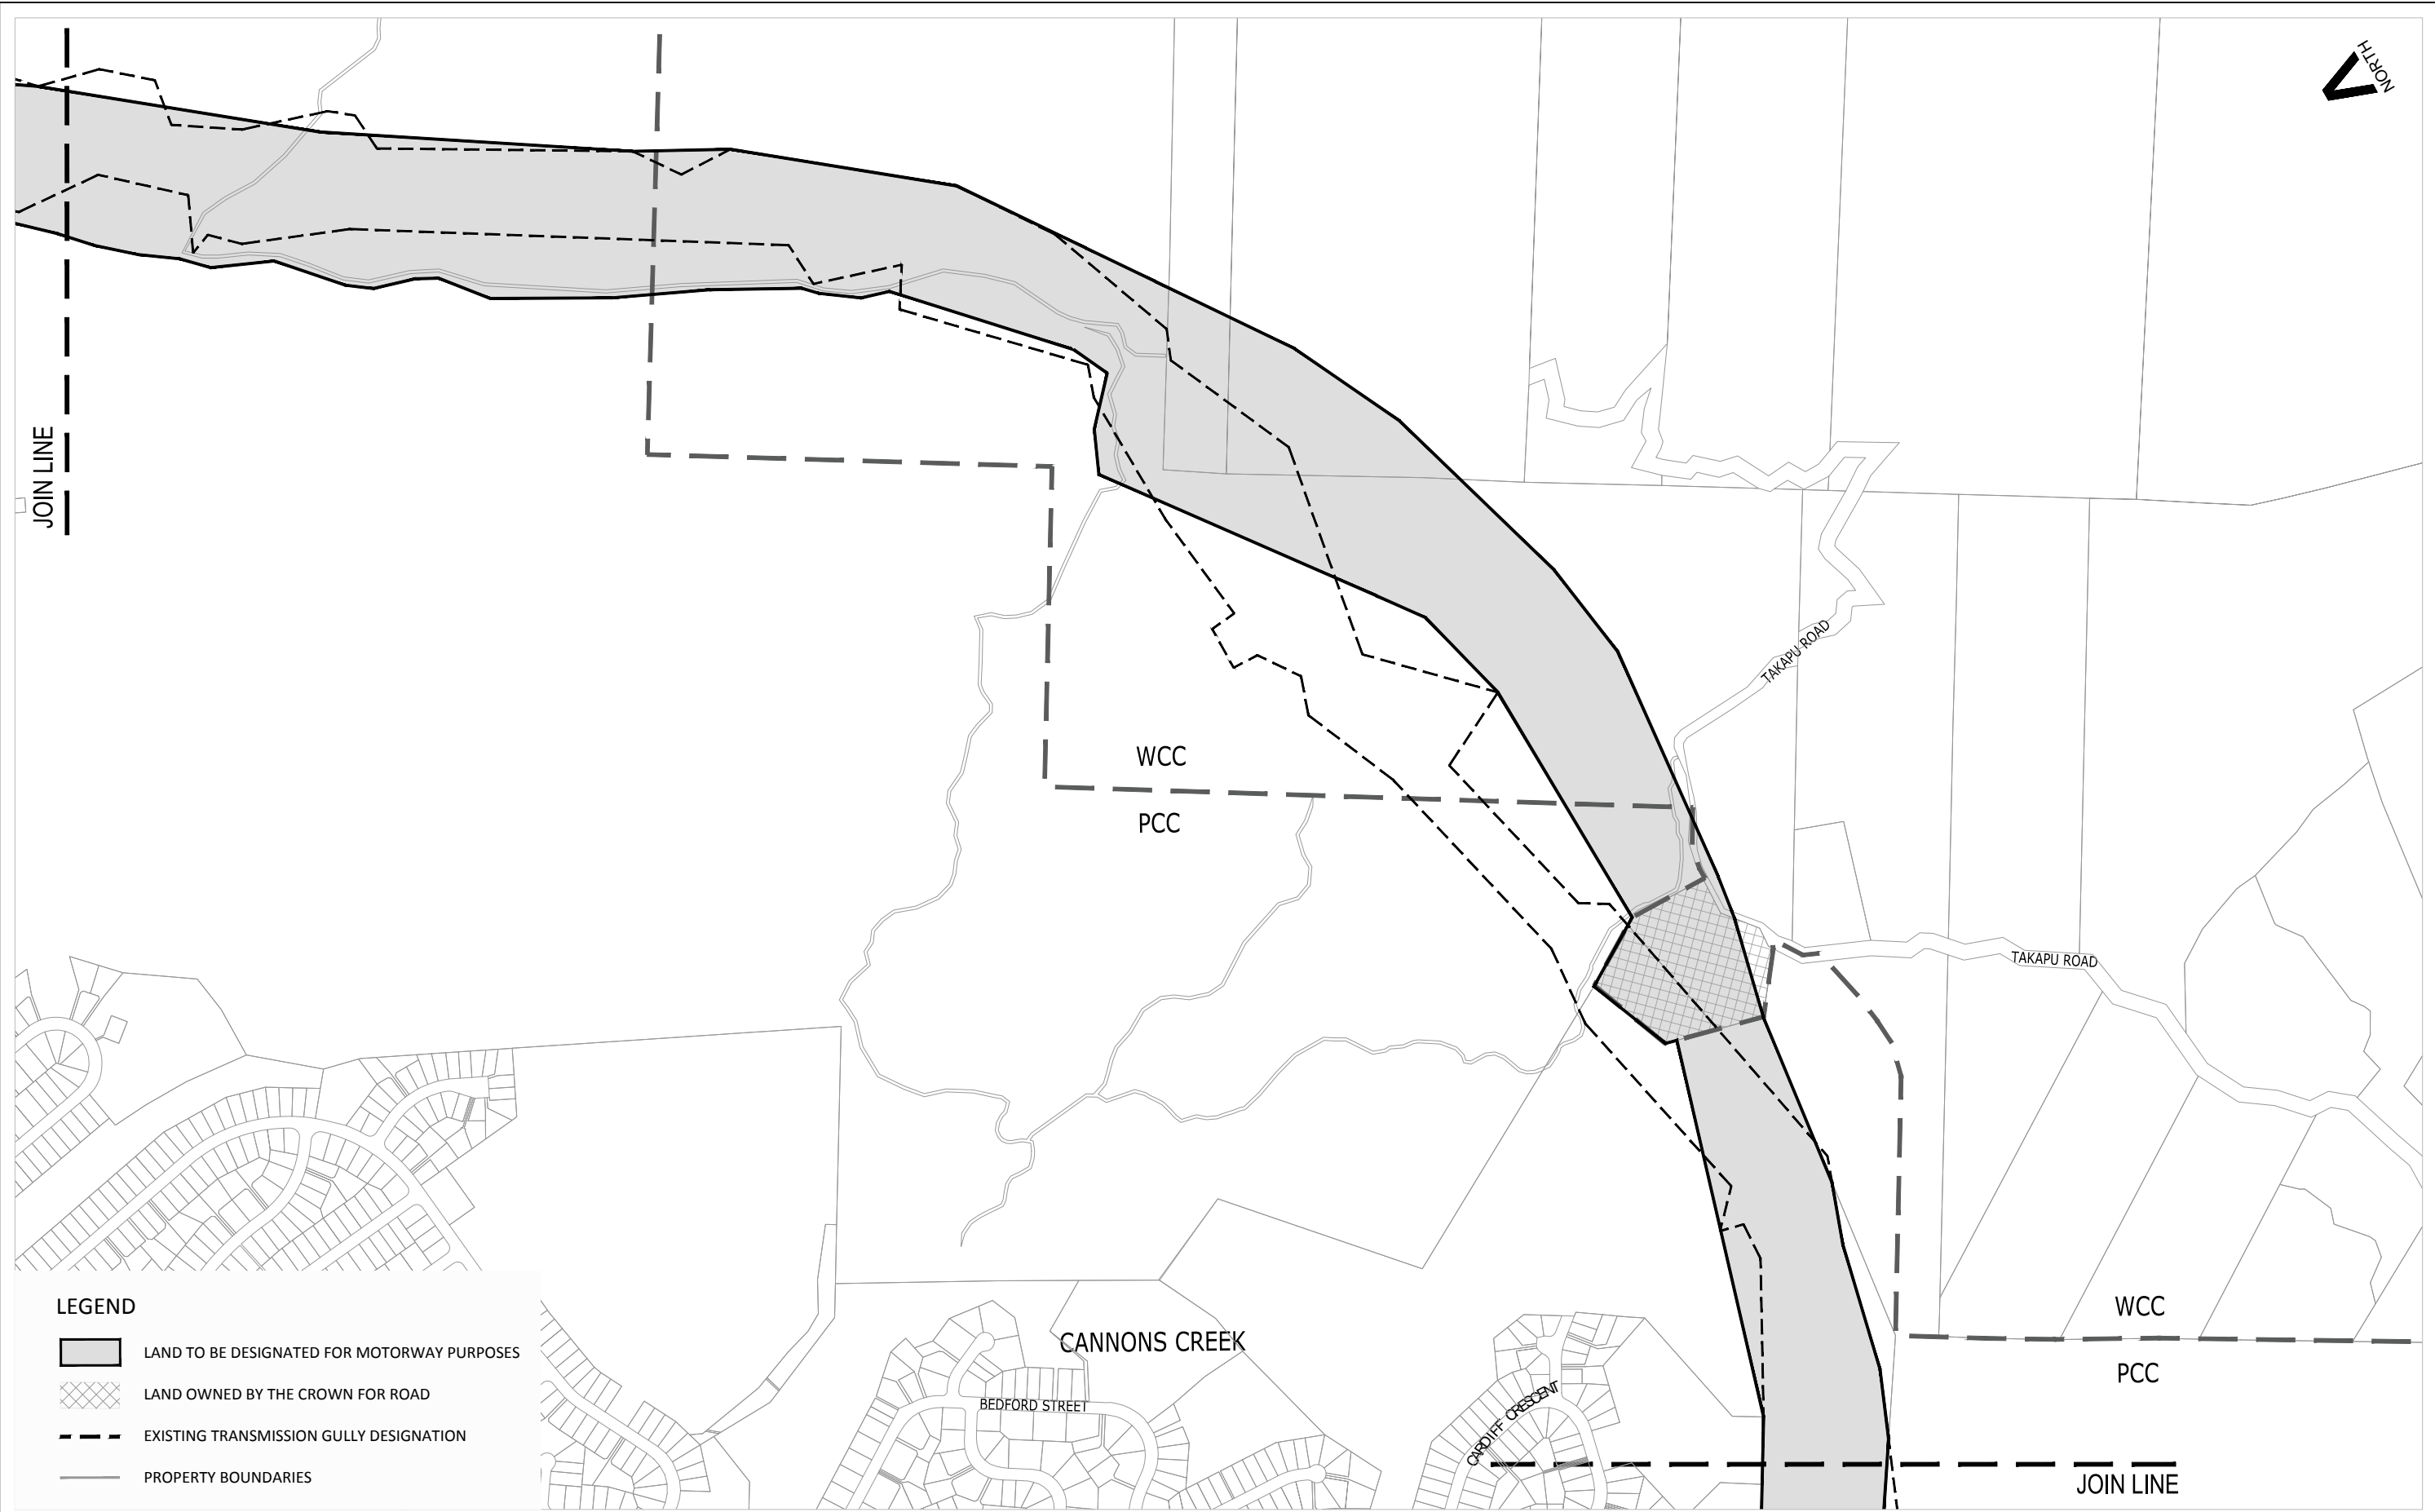 NORTH
JOIN LINE
TAKAPU ROAD
WCC
PCC
TAKAPU ROAD
CANNONS CREEK
BEDFORD STREET
CARDIFF CRESCENT
WCC
PCC
JOIN LINE
LEGEND
LAND TO BE DESIGNATED FOR MOTORWAY PURPOSES
LAND OWNED BY THE CROWN FOR ROAD
EXISTING TRANSMISSION GULLY DESIGNATION
PROPERTY BOUNDARIES